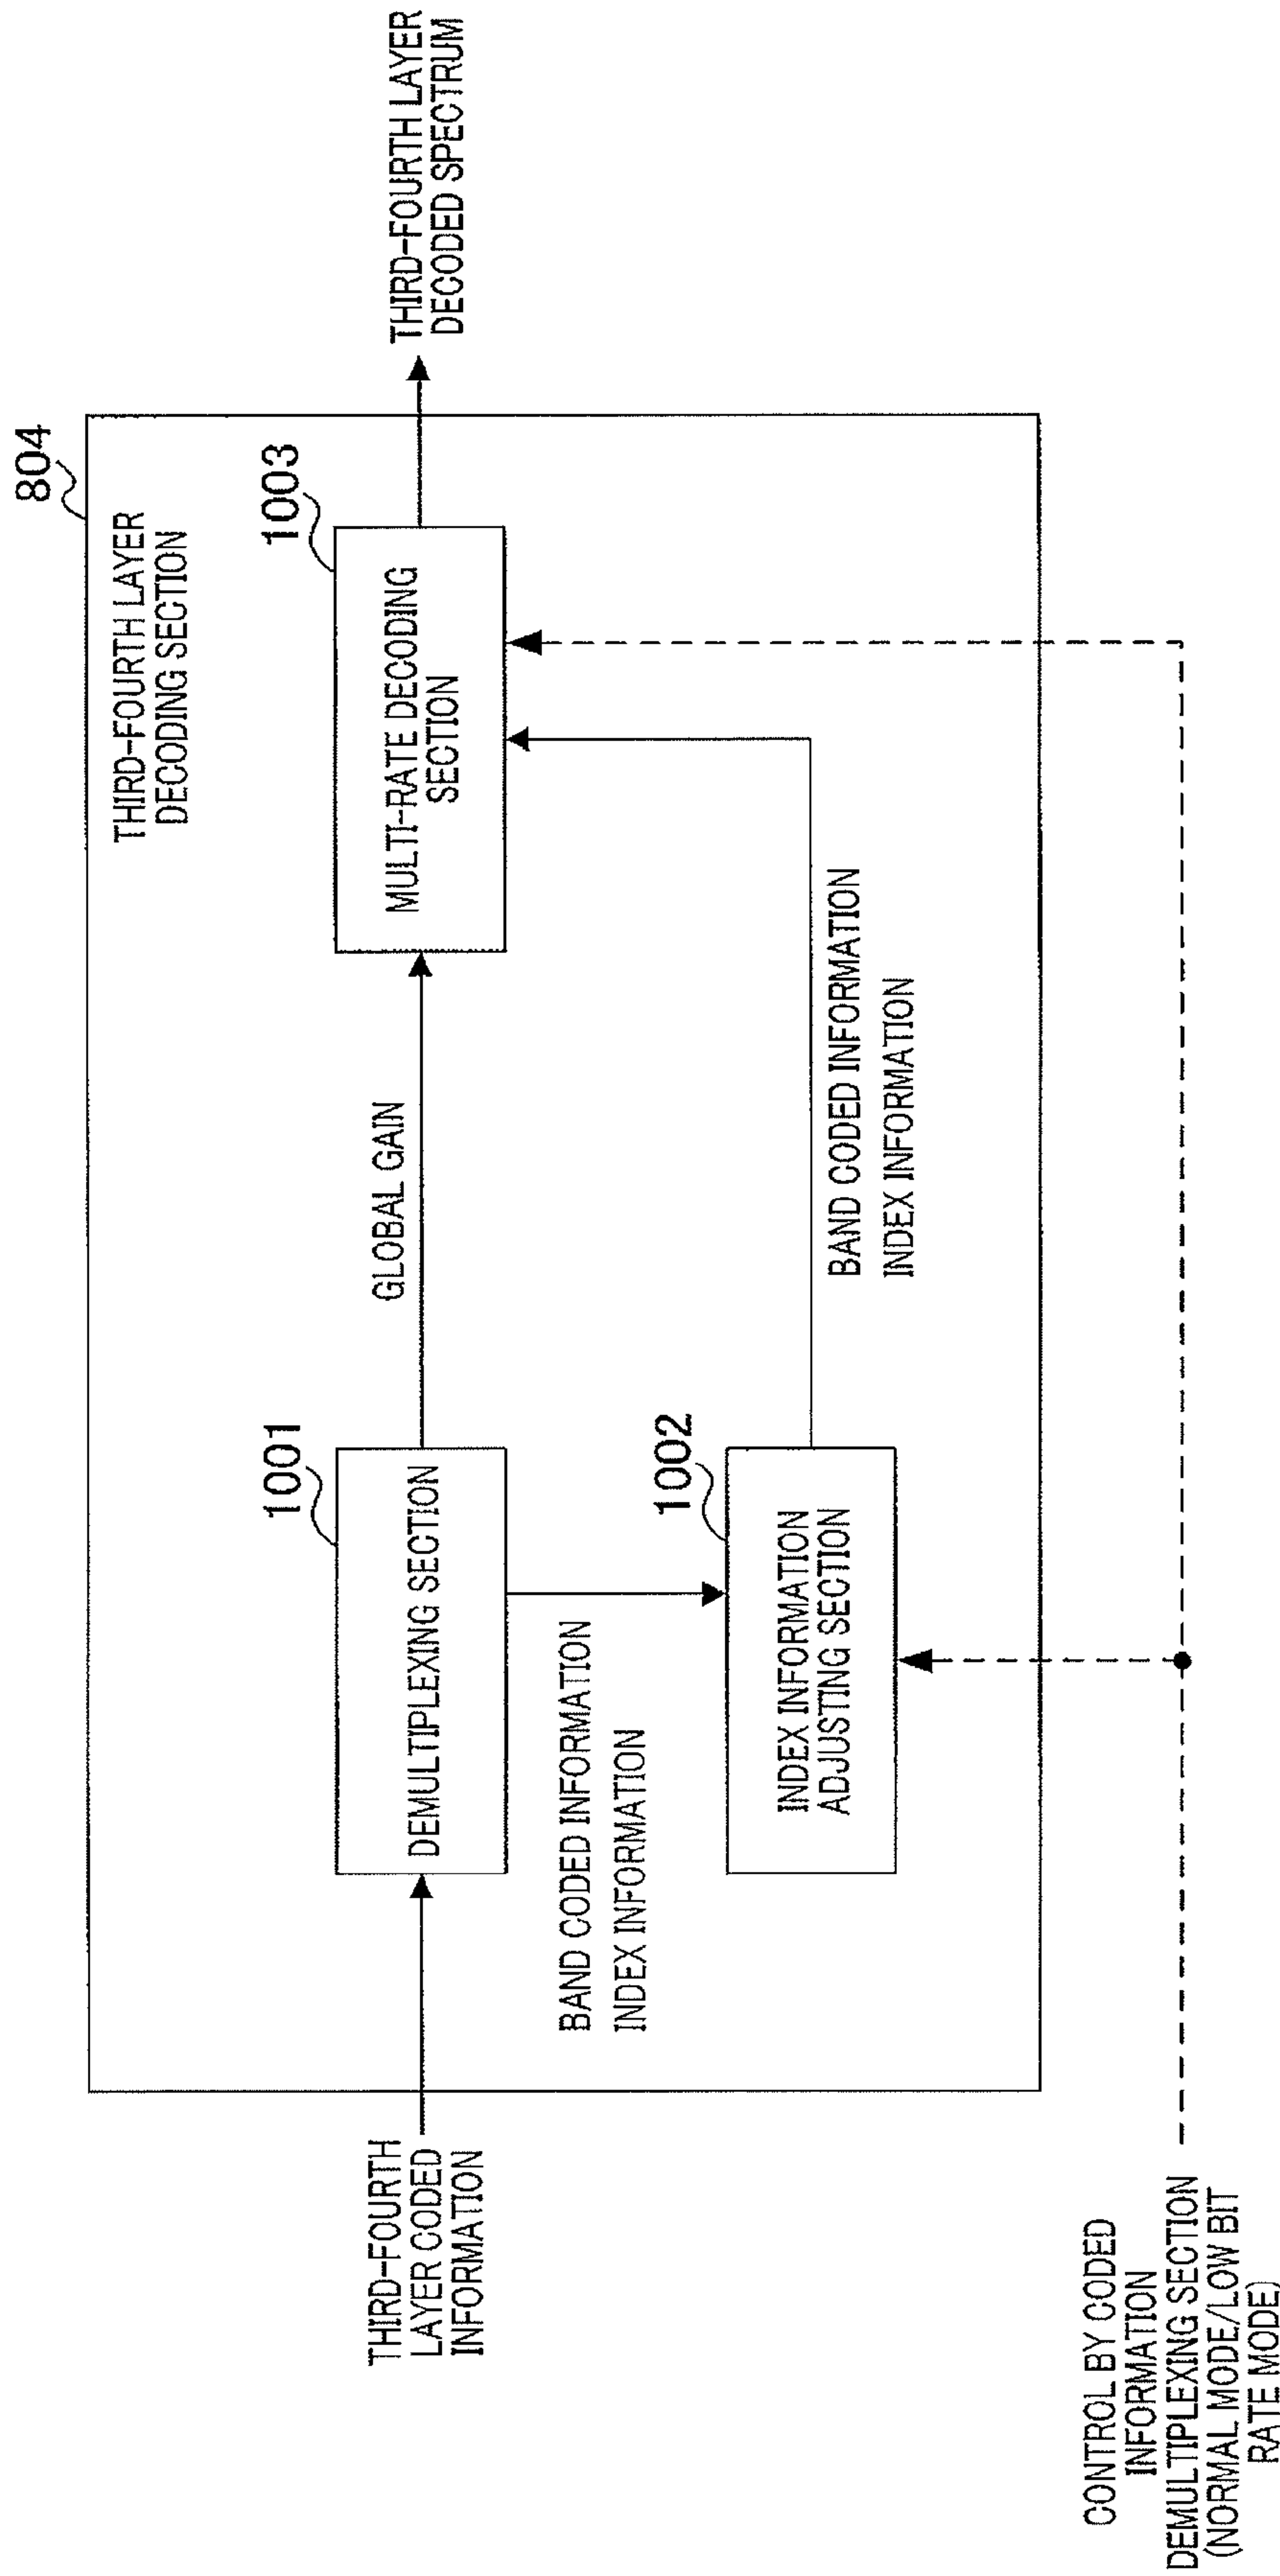 804
THIRD-FOURTH LAYER
DECODING SECTION
THIRD-FOURTH
LAYER CODED
INFORMATION
1001
DEMULTIPLEXING SECTION
GLOBAL GAIN
1003
MULTI-RATE DECODING
SECTION
THIRD-FOURTH LAYER
DECODED SPECTRUM
BAND CODED INFORMATION
INDEX INFORMATION
1002
INDEX INFORMATION
ADJUSTING SECTION
BAND CODED INFORMATION
INDEX INFORMATION
CONTROL BY CODED
INFORMATION
DEMULTIPLEXING SECTION
(NORMAL MODE/LOW BIT
RATE MODE)